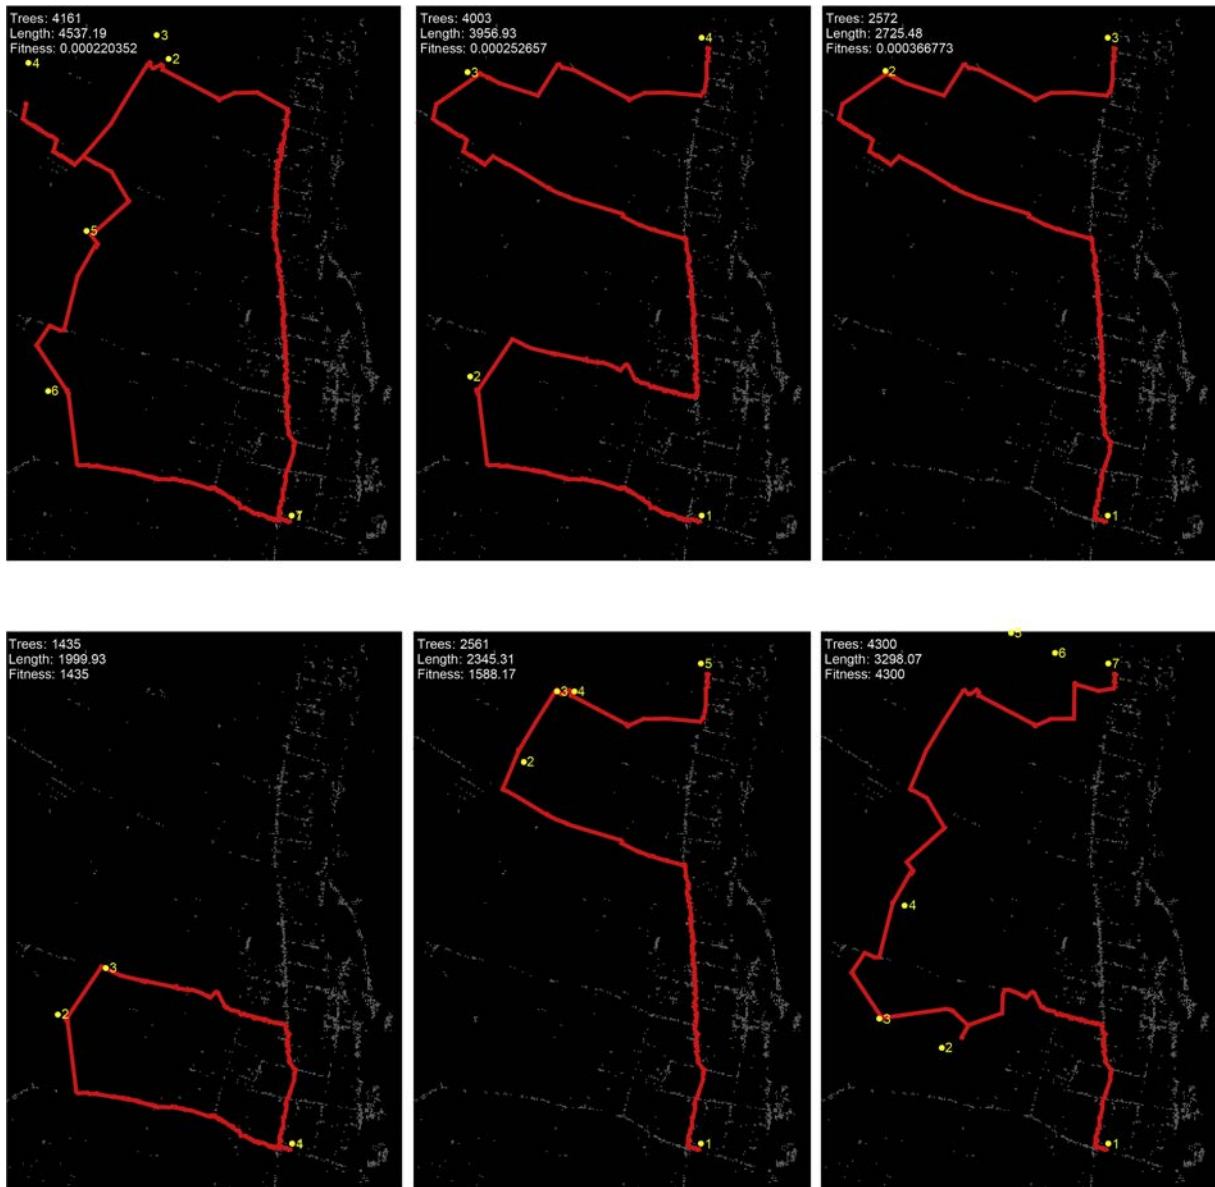 Trees: 4161
Length: 4537.19
Fitness: 0.000220352
3
2
4
5
6
7
Trees: 4003
Length: 3956.93
Fitness: 0.000252657
4
3
2
1
Trees: 2572
Length: 2725.48
Fitness: 0.000366773
3
2
1
Trees: 1435
Length: 1999.93
Fitness: 1435
3
2
4
Trees: 2561
Length: 2345.31
Fitness: 1588.17
5
3 4
2
1
Trees: 4300
Length: 3298.07
Fitness: 4300
5
6
7
4
3
2
1